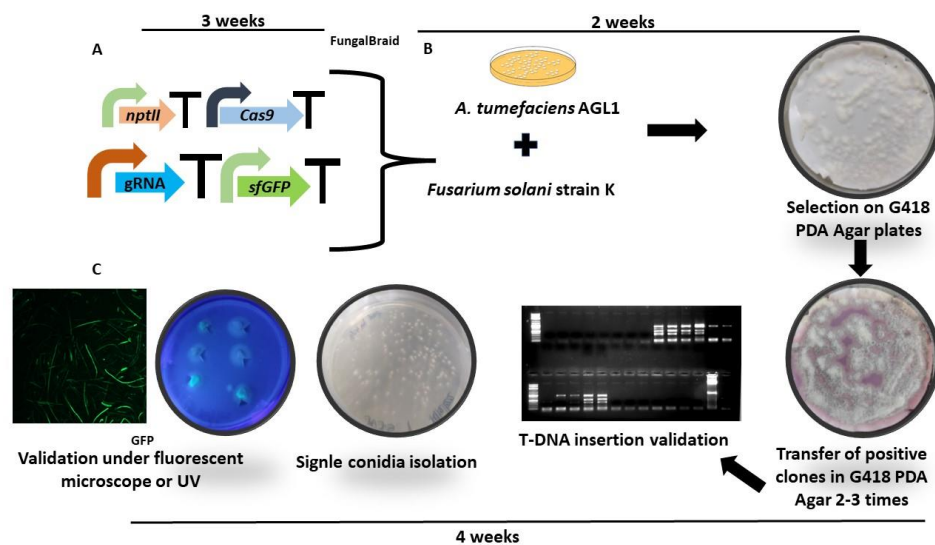 3 weeks
2 weeks
FungalBraid
A
B
nptII
T
Cas9
T
gRNA
T
sfGFP
T
A. tumefaciens AGL1
+
Fusarium solani strain K
Selection on G418
PDA Agar plates
C
GFP
Validation under fluorescent
microscope or UV
Signle conidia isolation
T-DNA insertion validation
Transfer of positive
clones in G418 PDA
Agar 2-3 times
4 weeks